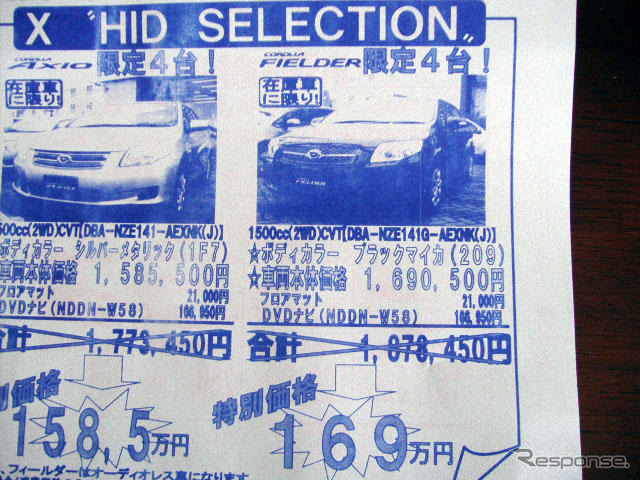 X "HID SELECTION"
COROLLA AXIO 限定4台!
COROLLA FIELDER 限定4台!
在庫車に限り!
在庫車に限り!
AXIO
FIELDER
500cc(2WD)CVT[DBA-NZE141-AEXNK(J)]
ボディカラー シルバーメタリック(1F7)
車両本体価格 1,585,500円
フロアマット 21,000円
DVDナビ(NDDN-W58) 166,950円
合計 1,773,450円
別価格
158,5万円
1500cc(2WD)CVT[DBA-NZE141G-AEXNK(J)]
☆ボディカラー ブラックマイカ(209)
☆車両本体価格 1,690,500円
フロアマット 21,000円
DVDナビ(NDDN-W58) 166,950円
合計 1,878,450円
特別価格
169万円
、フィールダーはオーディオレス車になります
Response.